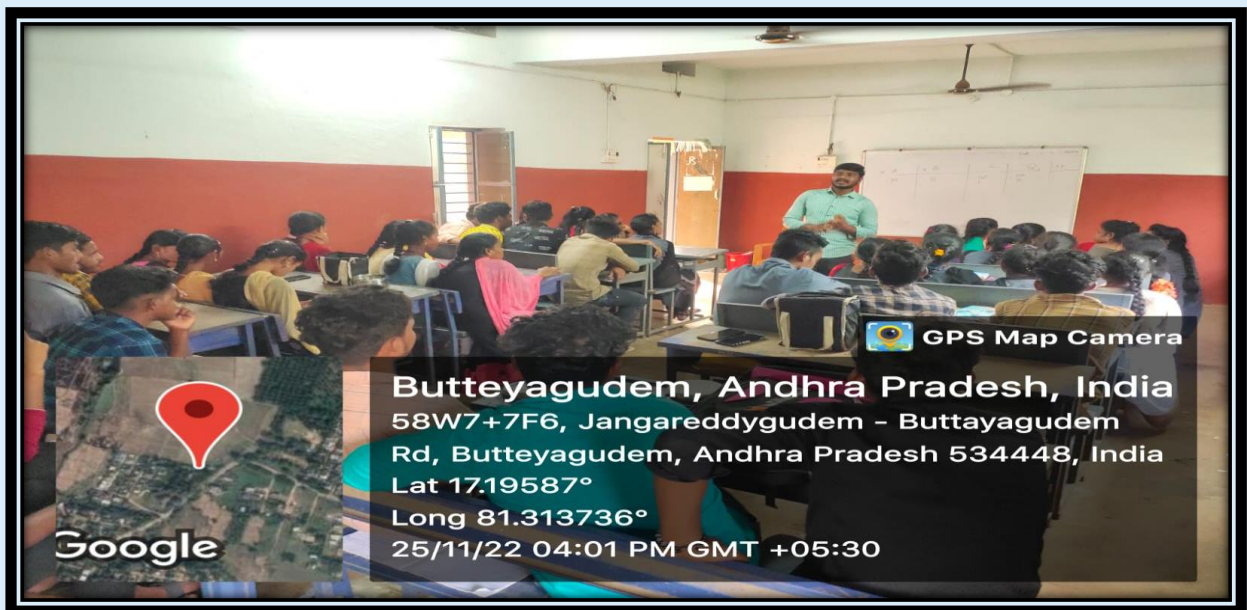 GPS Map Camera
Butteyagudem, Andhra Pradesh, India
58W7+7F6, Jangareddygudem – Buttayagudem
Rd, Butteyagudem, Andhra Pradesh 534448, India
Lat 17.19587°
Long 81.313736°
25/11/22 04:01 PM GMT +05:30
Google